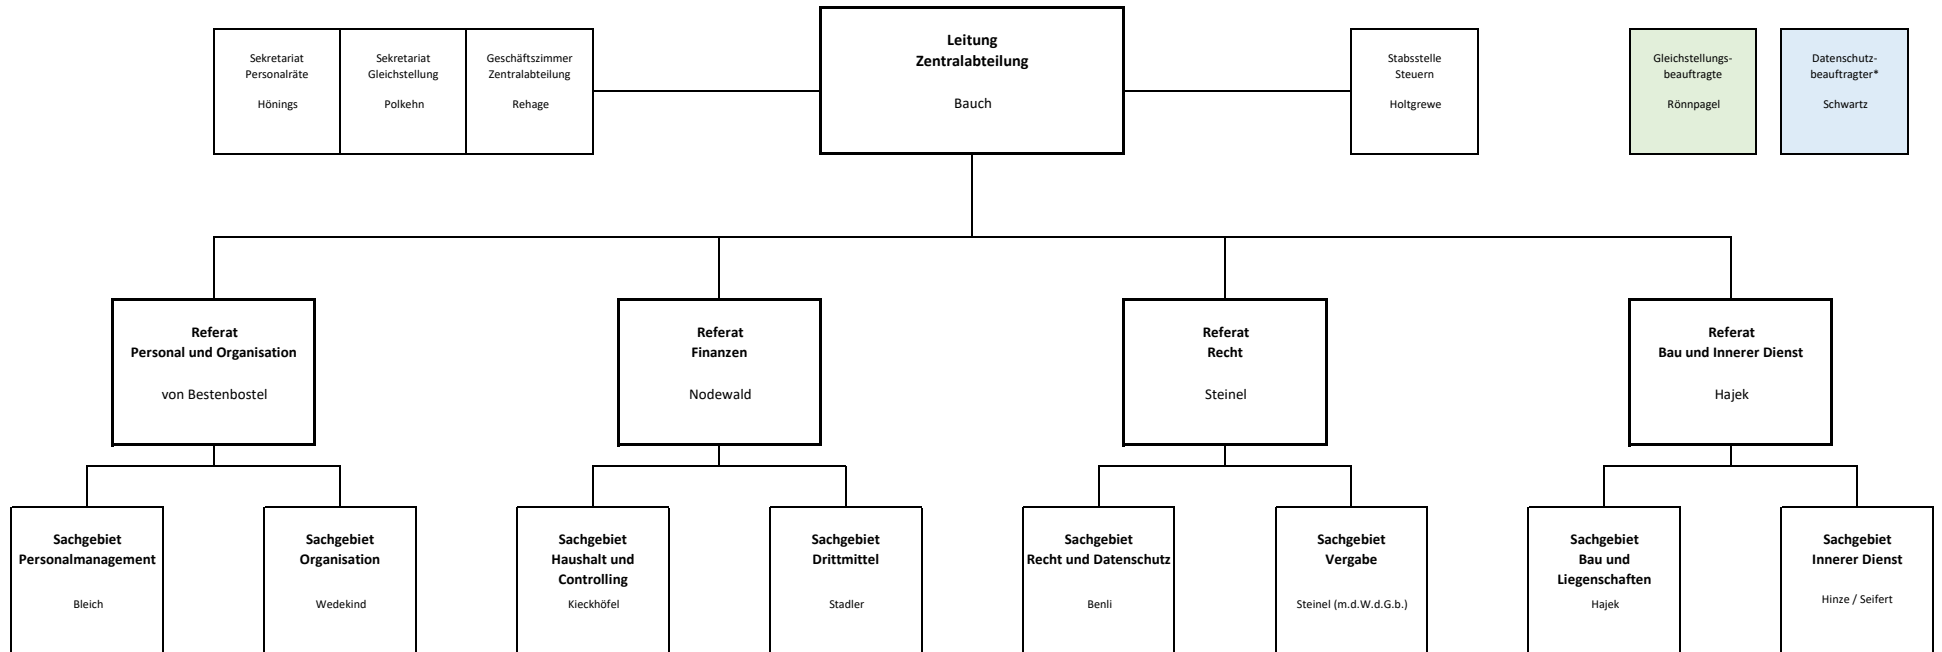 Sekretariat
Personalräte
Hönings
Sekretariat
Gleichstellung
Polkehn
Geschäftszimmer
Zentralabteilung
Rehage
Leitung
Zentralabteilung
Bauch
Stabsstelle
Steuern
Holtgrewe
Gleichstellungs-
beauftragte
Rönnpagel
Datenschutz-
beauftragter*
Schwartz
Referat
Personal und Organisation
von Bestenbostel
Referat
Finanzen
Nodewald
Referat
Recht
Steinel
Referat
Bau und Innerer Dienst
Hajek
Sachgebiet
Personalmanagement
Bleich
Sachgebiet
Organisation
Wedekind
Sachgebiet
Haushalt und
Controlling
Kieckhöfel
Sachgebiet
Drittmittel
Stadler
Sachgebiet
Recht und Datenschutz
Benli
Sachgebiet
Vergabe
Steinel (m.d.W.d.G.b.)
Sachgebiet
Bau und
Liegenschaften
Hajek
Sachgebiet
Innerer Dienst
Hinze / Seifert